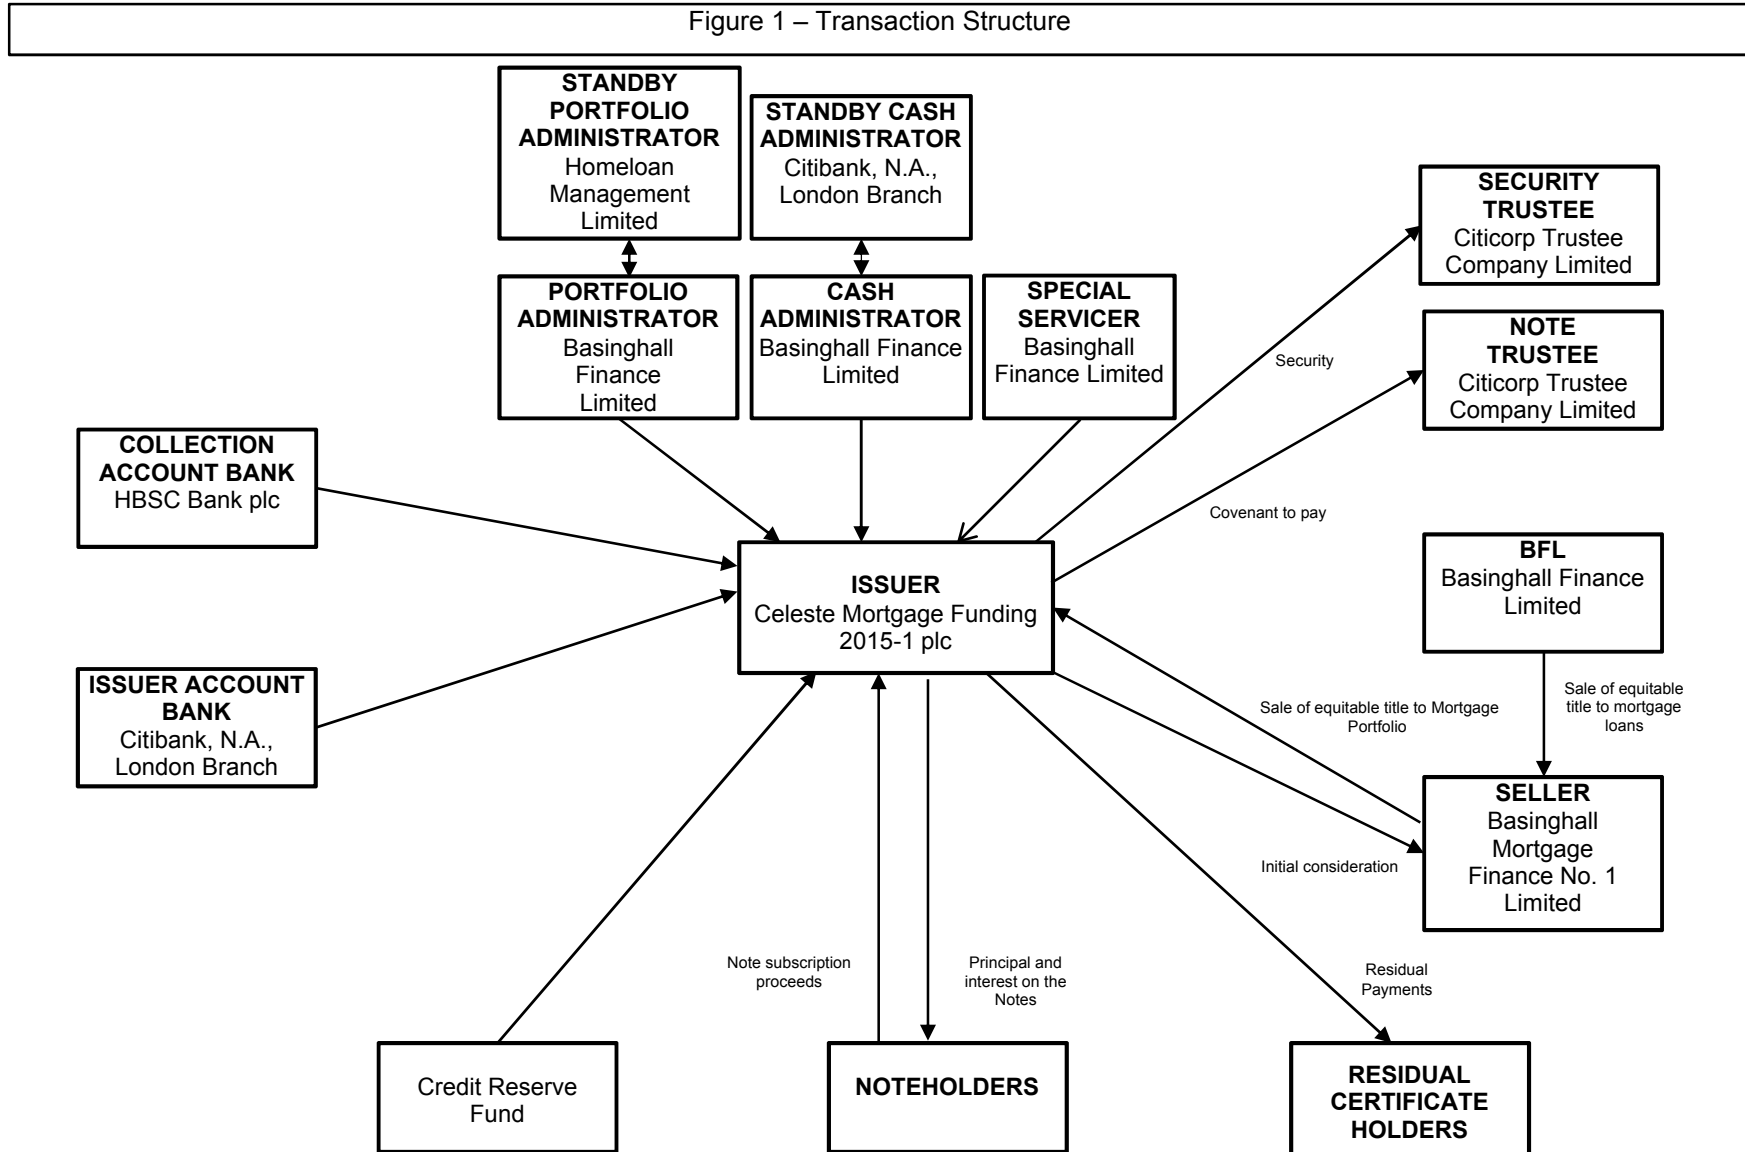 Figure 1 – Transaction Structure
STANDBY
PORTFOLIO
ADMINISTRATOR
Homeloan
Management
Limited
STANDBY CASH
ADMINISTRATOR
Citibank, N.A.,
London Branch
SECURITY
TRUSTEE
Citicorp Trustee
Company Limited
PORTFOLIO
ADMINISTRATOR
Basinghall
Finance
Limited
CASH
ADMINISTRATOR
Basinghall Finance
Limited
SPECIAL
SERVICER
Basinghall
Finance Limited
Security
NOTE
TRUSTEE
Citicorp Trustee
Company Limited
COLLECTION
ACCOUNT BANK
HBSC Bank plc
Covenant to pay
ISSUER
Celeste Mortgage Funding
2015-1 plc
BFL
Basinghall Finance
Limited
ISSUER ACCOUNT
BANK
Citibank, N.A.,
London Branch
Sale of equitable title to Mortgage
Portfolio
Sale of equitable
title to mortgage
loans
SELLER
Basinghall
Mortgage
Finance No. 1
Limited
Initial consideration
Note subscription
proceeds
Principal and
interest on the
Notes
Residual
Payments
Credit Reserve
Fund
NOTEHOLDERS
RESIDUAL
CERTIFICATE
HOLDERS